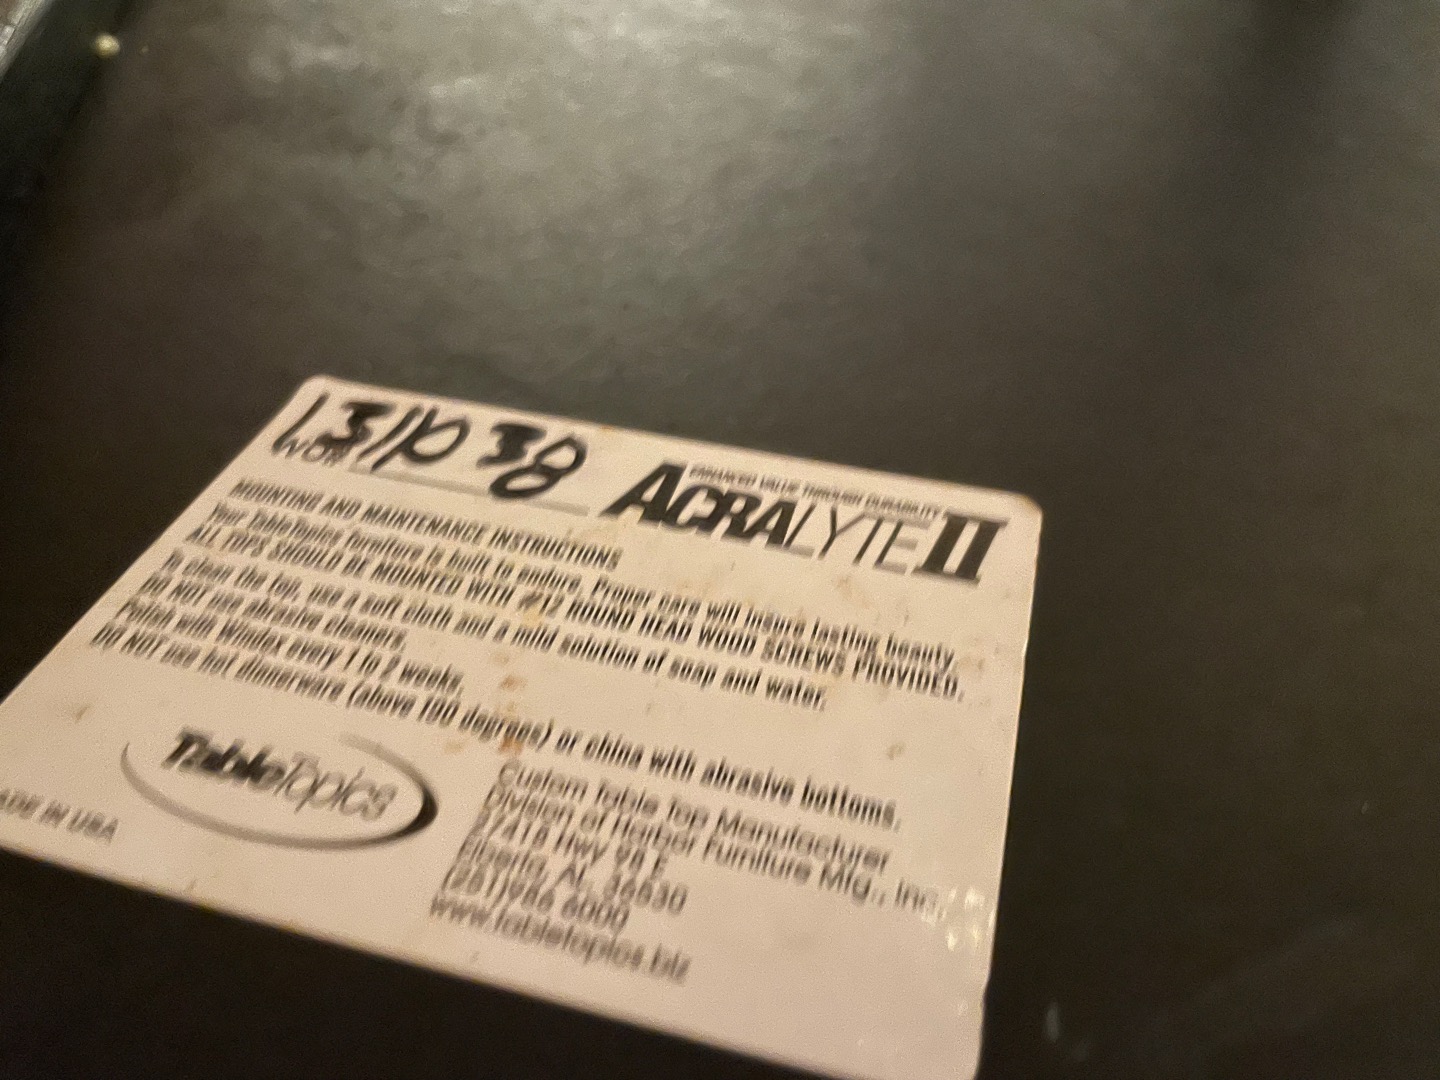 ENHANCED VALUE THROUGH DURABILITY
ACRALYTE II
MOUNTING AND MAINTENANCE INSTRUCTIONS
Your TableTopics furniture is built to endure. Proper care will insure lasting beauty.
ALL TOPS SHOULD BE MOUNTED WITH #12 ROUND HEAD WOOD SCREWS PROVIDED.
To clean the top, use a soft cloth and a mild solution of soap and water.
DO NOT use abrasive cleaners.
Polish with Windex every 1 to 2 weeks.
DO NOT use hot dinnerware (above 100 degrees) or china with abrasive bottoms.
TableTopics
ADE IN USA
Custom Table Top Manufacturer
Division of Harbor Furniture Mfg., Inc.
27418 Hwy 98 E
Elberta, AL 36530
(251)986 6000
www.tabletopics.biz